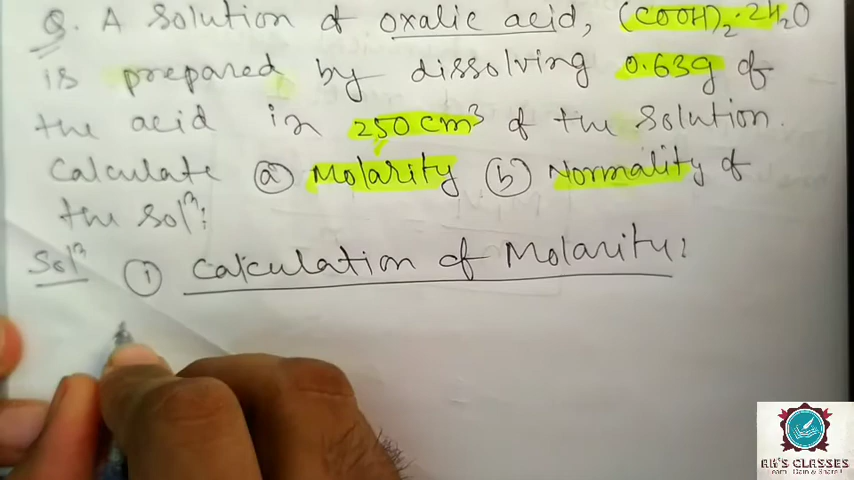 Q. A Solution of oxalic acid, (COOH)₂·2H₂O
is prepared by dissolving 0.63g of
the acid in 250 cm³ of the solution.
Calculate (a) Molarity (b) Normality of
the solⁿ:
Solⁿ (1) Calculation of Molarity:
RK'S CLASSES